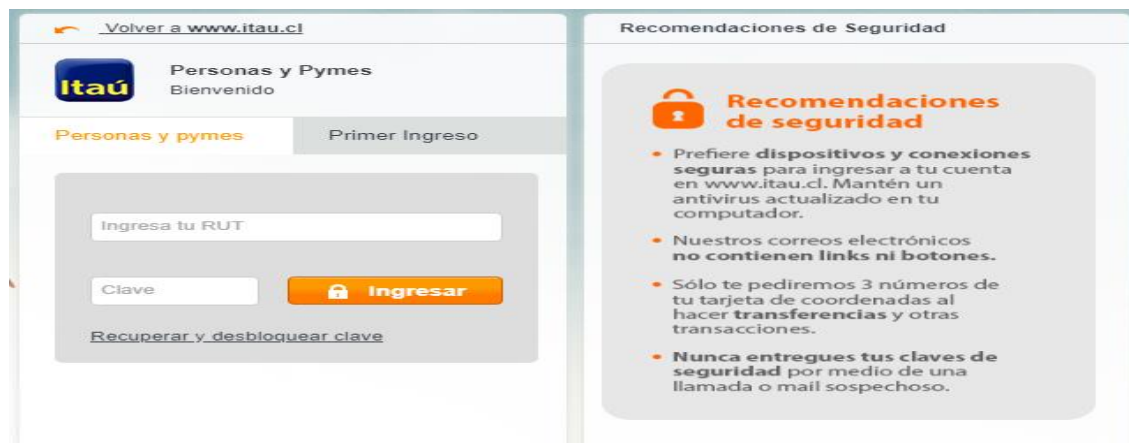 Volver a www.itau.cl
Itaú
Personas y Pymes
Bienvenido
Personas y pymes
Primer Ingreso
Ingresa tu RUT
Clave
Ingresar
Recuperar y desbloquear clave
Recomendaciones de Seguridad
Recomendaciones
de seguridad
• Prefiere dispositivos y conexiones
seguras para ingresar a tu cuenta
en www.itau.cl. Mantén un
antivirus actualizado en tu
computador.
• Nuestros correos electrónicos
no contienen links ni botones.
• Sólo te pediremos 3 números de
tu tarjeta de coordenadas al
hacer transferencias y otras
transacciones.
• Nunca entregues tus claves de
seguridad por medio de una
llamada o mail sospechoso.